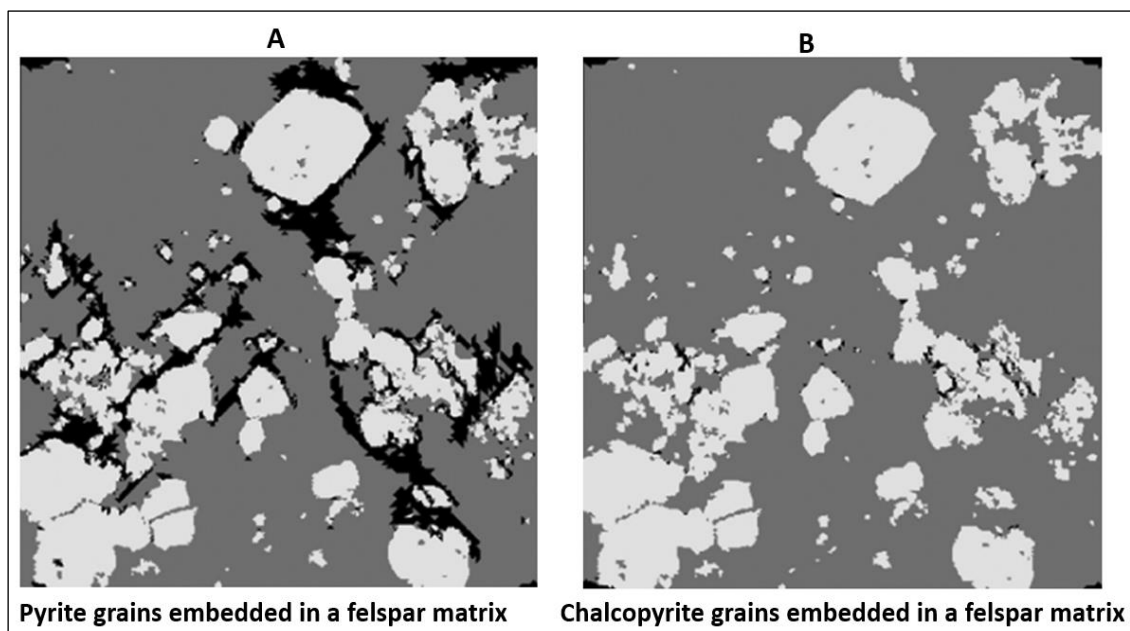 A
B
Pyrite grains embedded in a felspar matrix
Chalcopyrite grains embedded in a felspar matrix